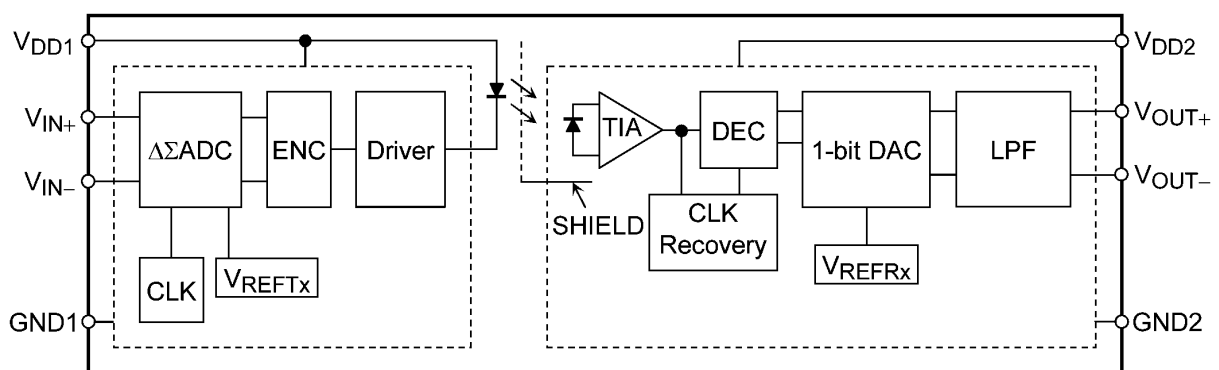 VDD1
VDD2
VIN+
VIN−
ΔΣADC
ENC
Driver
TIA
DEC
1-bit DAC
LPF
VOUT+
VOUT−
SHIELD
CLK
Recovery
CLK
VREFTx
VREFRx
GND1
GND2